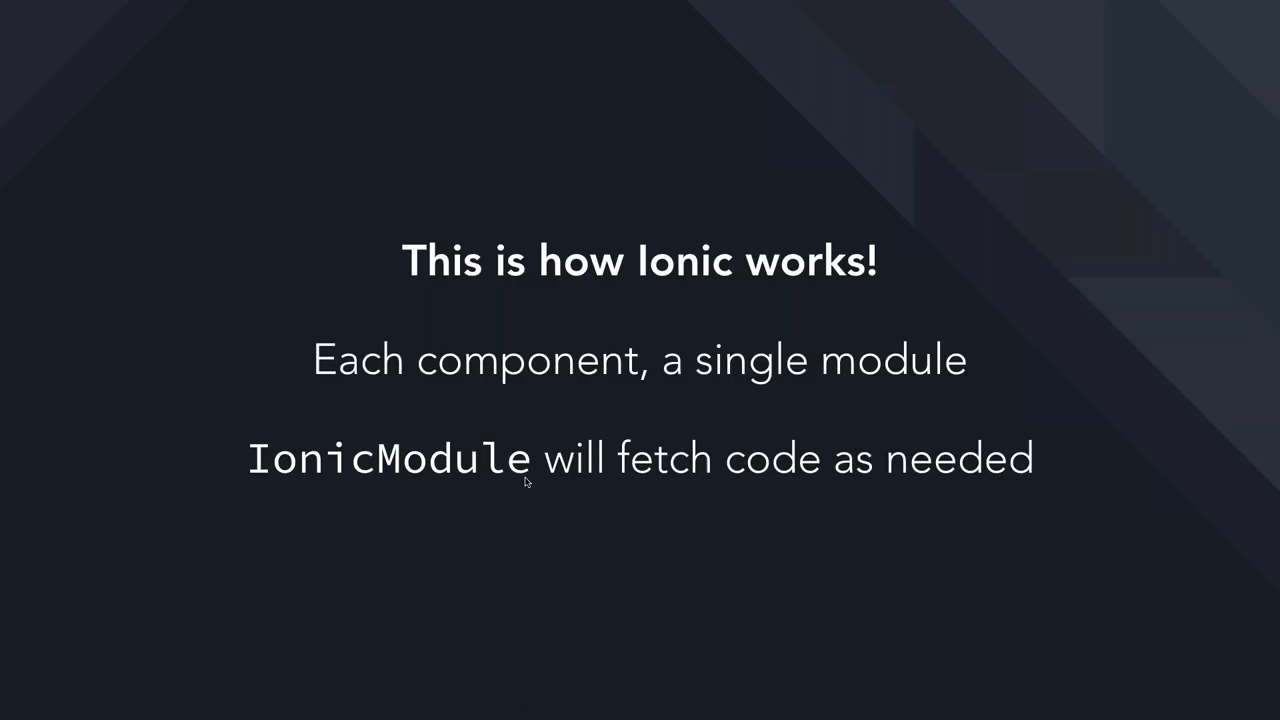 This is how Ionic works!
Each component, a single module
IonicModule will fetch code as needed